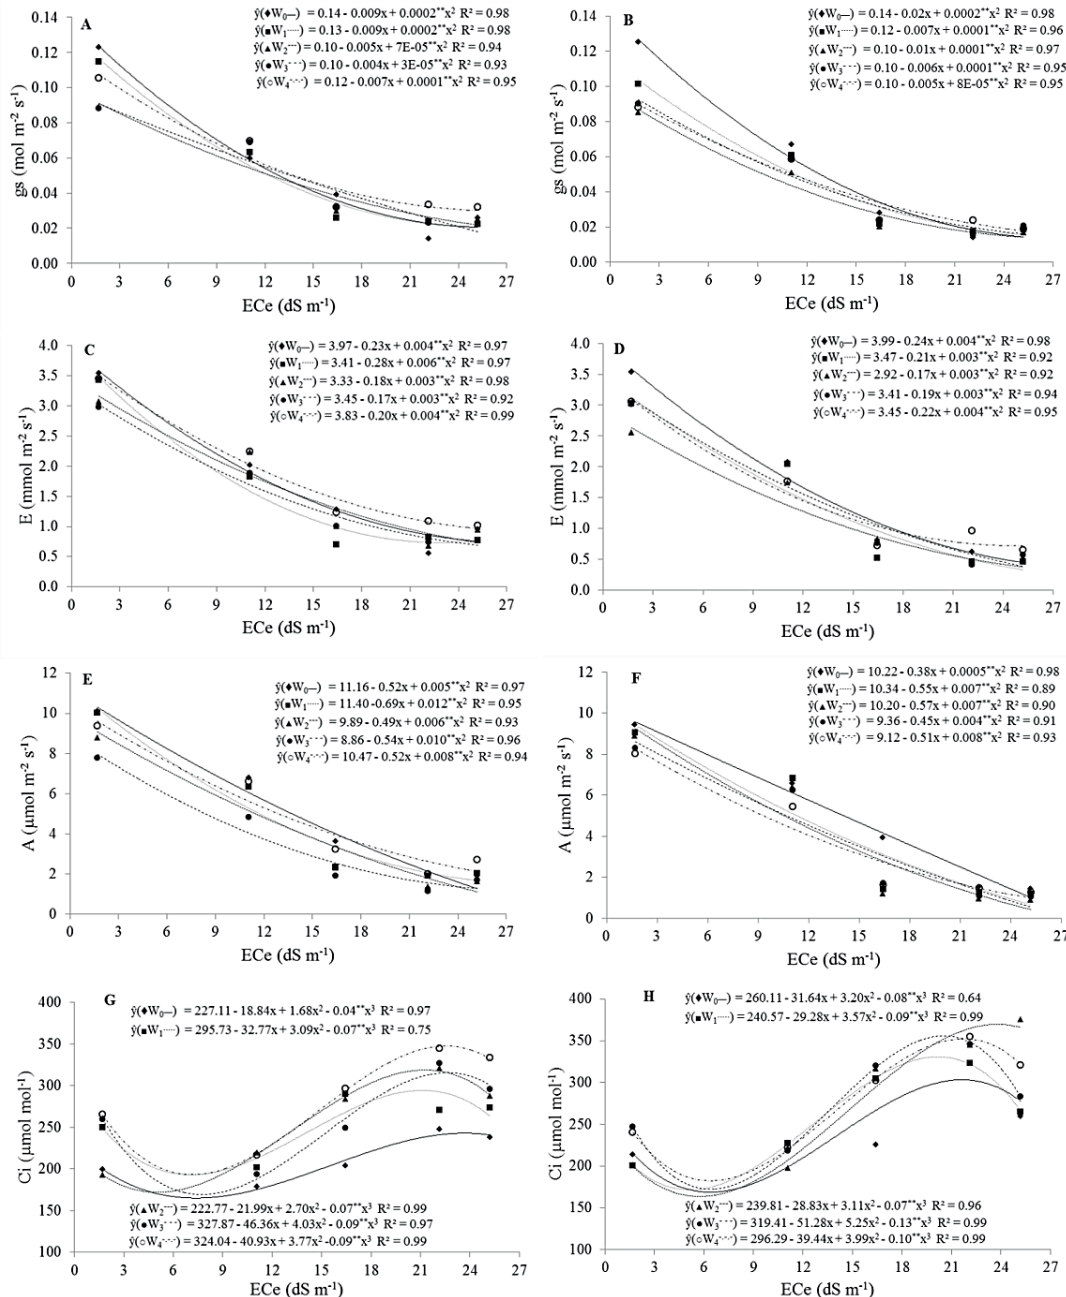 A
ŷ(♦W₀—) = 0.14 - 0.009x + 0.0002**x² R² = 0.98
ŷ(■W₁·····) = 0.13 - 0.009x + 0.0002**x² R² = 0.98
ŷ(▲W₂---) = 0.10 - 0.005x + 7E-05**x² R² = 0.94
ŷ(●W₃- - -) = 0.10 - 0.004x + 3E-05**x² R² = 0.93
ŷ(○W₄-·-·-) = 0.12 - 0.007x + 0.0001**x² R² = 0.95
gs (mol m⁻² s⁻¹)
0.14
0.12
0.10
0.08
0.06
0.04
0.02
0.00
0 3 6 9 12 15 18 21 24 27
ECe (dS m⁻¹)
B
ŷ(♦W₀—) = 0.14 - 0.02x + 0.0002**x² R² = 0.98
ŷ(■W₁·····) = 0.12 - 0.007x + 0.0001**x² R² = 0.96
ŷ(▲W₂---) = 0.10 - 0.01x + 0.0001**x² R² = 0.97
ŷ(●W₃- - -) = 0.10 - 0.006x + 0.0001**x² R² = 0.95
ŷ(○W₄-·-·-) = 0.10 - 0.005x + 8E-05**x² R² = 0.95
gs (mol m⁻² s⁻¹)
0.14
0.12
0.10
0.08
0.06
0.04
0.02
0.00
0 3 6 9 12 15 18 21 24 27
ECe (dS m⁻¹)
C
ŷ(♦W₀—) = 3.97 - 0.23x + 0.004**x² R² = 0.97
ŷ(■W₁·····) = 3.41 - 0.28x + 0.006**x² R² = 0.97
ŷ(▲W₂---) = 3.33 - 0.18x + 0.003**x² R² = 0.98
ŷ(●W₃- - -) = 3.45 - 0.17x + 0.003**x² R² = 0.92
ŷ(○W₄-·-·-) = 3.83 - 0.20x + 0.004**x² R² = 0.99
E (mmol m⁻² s⁻¹)
4.0
3.5
3.0
2.5
2.0
1.5
1.0
0.5
0.0
0 3 6 9 12 15 18 21 24 27
ECe (dS m⁻¹)
D
ŷ(♦W₀—) = 3.99 - 0.24x + 0.004**x² R² = 0.98
ŷ(■W₁·····) = 3.47 - 0.21x + 0.003**x² R² = 0.92
ŷ(▲W₂---) = 2.92 - 0.17x + 0.003**x² R² = 0.92
ŷ(●W₃- - -) = 3.41 - 0.19x + 0.003**x² R² = 0.94
ŷ(○W₄-·-·-) = 3.45 - 0.22x + 0.004**x² R² = 0.95
E (mmol m⁻² s⁻¹)
4.0
3.5
3.0
2.5
2.0
1.5
1.0
0.5
0.0
0 3 6 9 12 15 18 21 24 27
ECe (dS m⁻¹)
E
ŷ(♦W₀—) = 11.16 - 0.52x + 0.005**x² R² = 0.97
ŷ(■W₁·····) = 11.40 -0.69x + 0.012**x² R² = 0.95
ŷ(▲W₂---) = 9.89 - 0.49x + 0.006**x² R² = 0.93
ŷ(●W₃- - -) = 8.86 - 0.54x + 0.010**x² R² = 0.96
ŷ(○W₄-·-·-) = 10.47 - 0.52x + 0.008**x² R² = 0.94
A (µmol m⁻² s⁻¹)
12
10
8
6
4
2
0
0 3 6 9 12 15 18 21 24 27
ECe (dS m⁻¹)
F
ŷ(♦W₀—) = 10.22 - 0.38x + 0.0005**x² R² = 0.98
ŷ(■W₁·····) = 10.34 - 0.55x + 0.007**x² R² = 0.89
ŷ(▲W₂---) = 10.20 - 0.57x + 0.007**x² R² = 0.90
ŷ(●W₃- - -) = 9.36 - 0.45x + 0.004**x² R² = 0.91
ŷ(○W₄-·-·-) = 9.12 - 0.51x + 0.008**x² R² = 0.93
A (µmol m⁻² s⁻¹)
12
10
8
6
4
2
0
0 3 6 9 12 15 18 21 24 27
ECe (dS m⁻¹)
G
ŷ(♦W₀—) = 227.11 - 18.84x + 1.68x² - 0.04**x³ R² = 0.97
ŷ(■W₁·····) = 295.73 - 32.77x + 3.09x² - 0.07**x³ R² = 0.75
Ci (µmol mol⁻¹)
400
350
300
250
200
150
100
ŷ(▲W₂---) = 222.77 - 21.99x + 2.70x² - 0.07**x³ R² = 0.99
ŷ(●W₃- - -) = 327.87 - 46.36x + 4.03x² - 0.09**x³ R² = 0.97
ŷ(○W₄-·-·-) = 324.04 - 40.93x + 3.77x² -0.09**x³ R² = 0.99
0 3 6 9 12 15 18 21 24 27
ECe (dS m⁻¹)
H
ŷ(♦W₀—) = 260.11 - 31.64x + 3.20x² - 0.08**x³ R² = 0.64
ŷ(■W₁·····) = 240.57 - 29.28x + 3.57x² - 0.09**x³ R² = 0.99
Ci (µmol mol⁻¹)
400
350
300
250
200
150
100
ŷ(▲W₂---) = 239.81 - 28.83x + 3.11x² - 0.07**x³ R² = 0.96
ŷ(●W₃- - -) = 319.41 - 51.28x + 5.25x² - 0.13**x³ R² = 0.99
ŷ(○W₄-·-·-) = 296.29 - 39.44x + 3.99x² - 0.10**x³ R² = 0.99
0 3 6 9 12 15 18 21 24 27
ECe (dS m⁻¹)